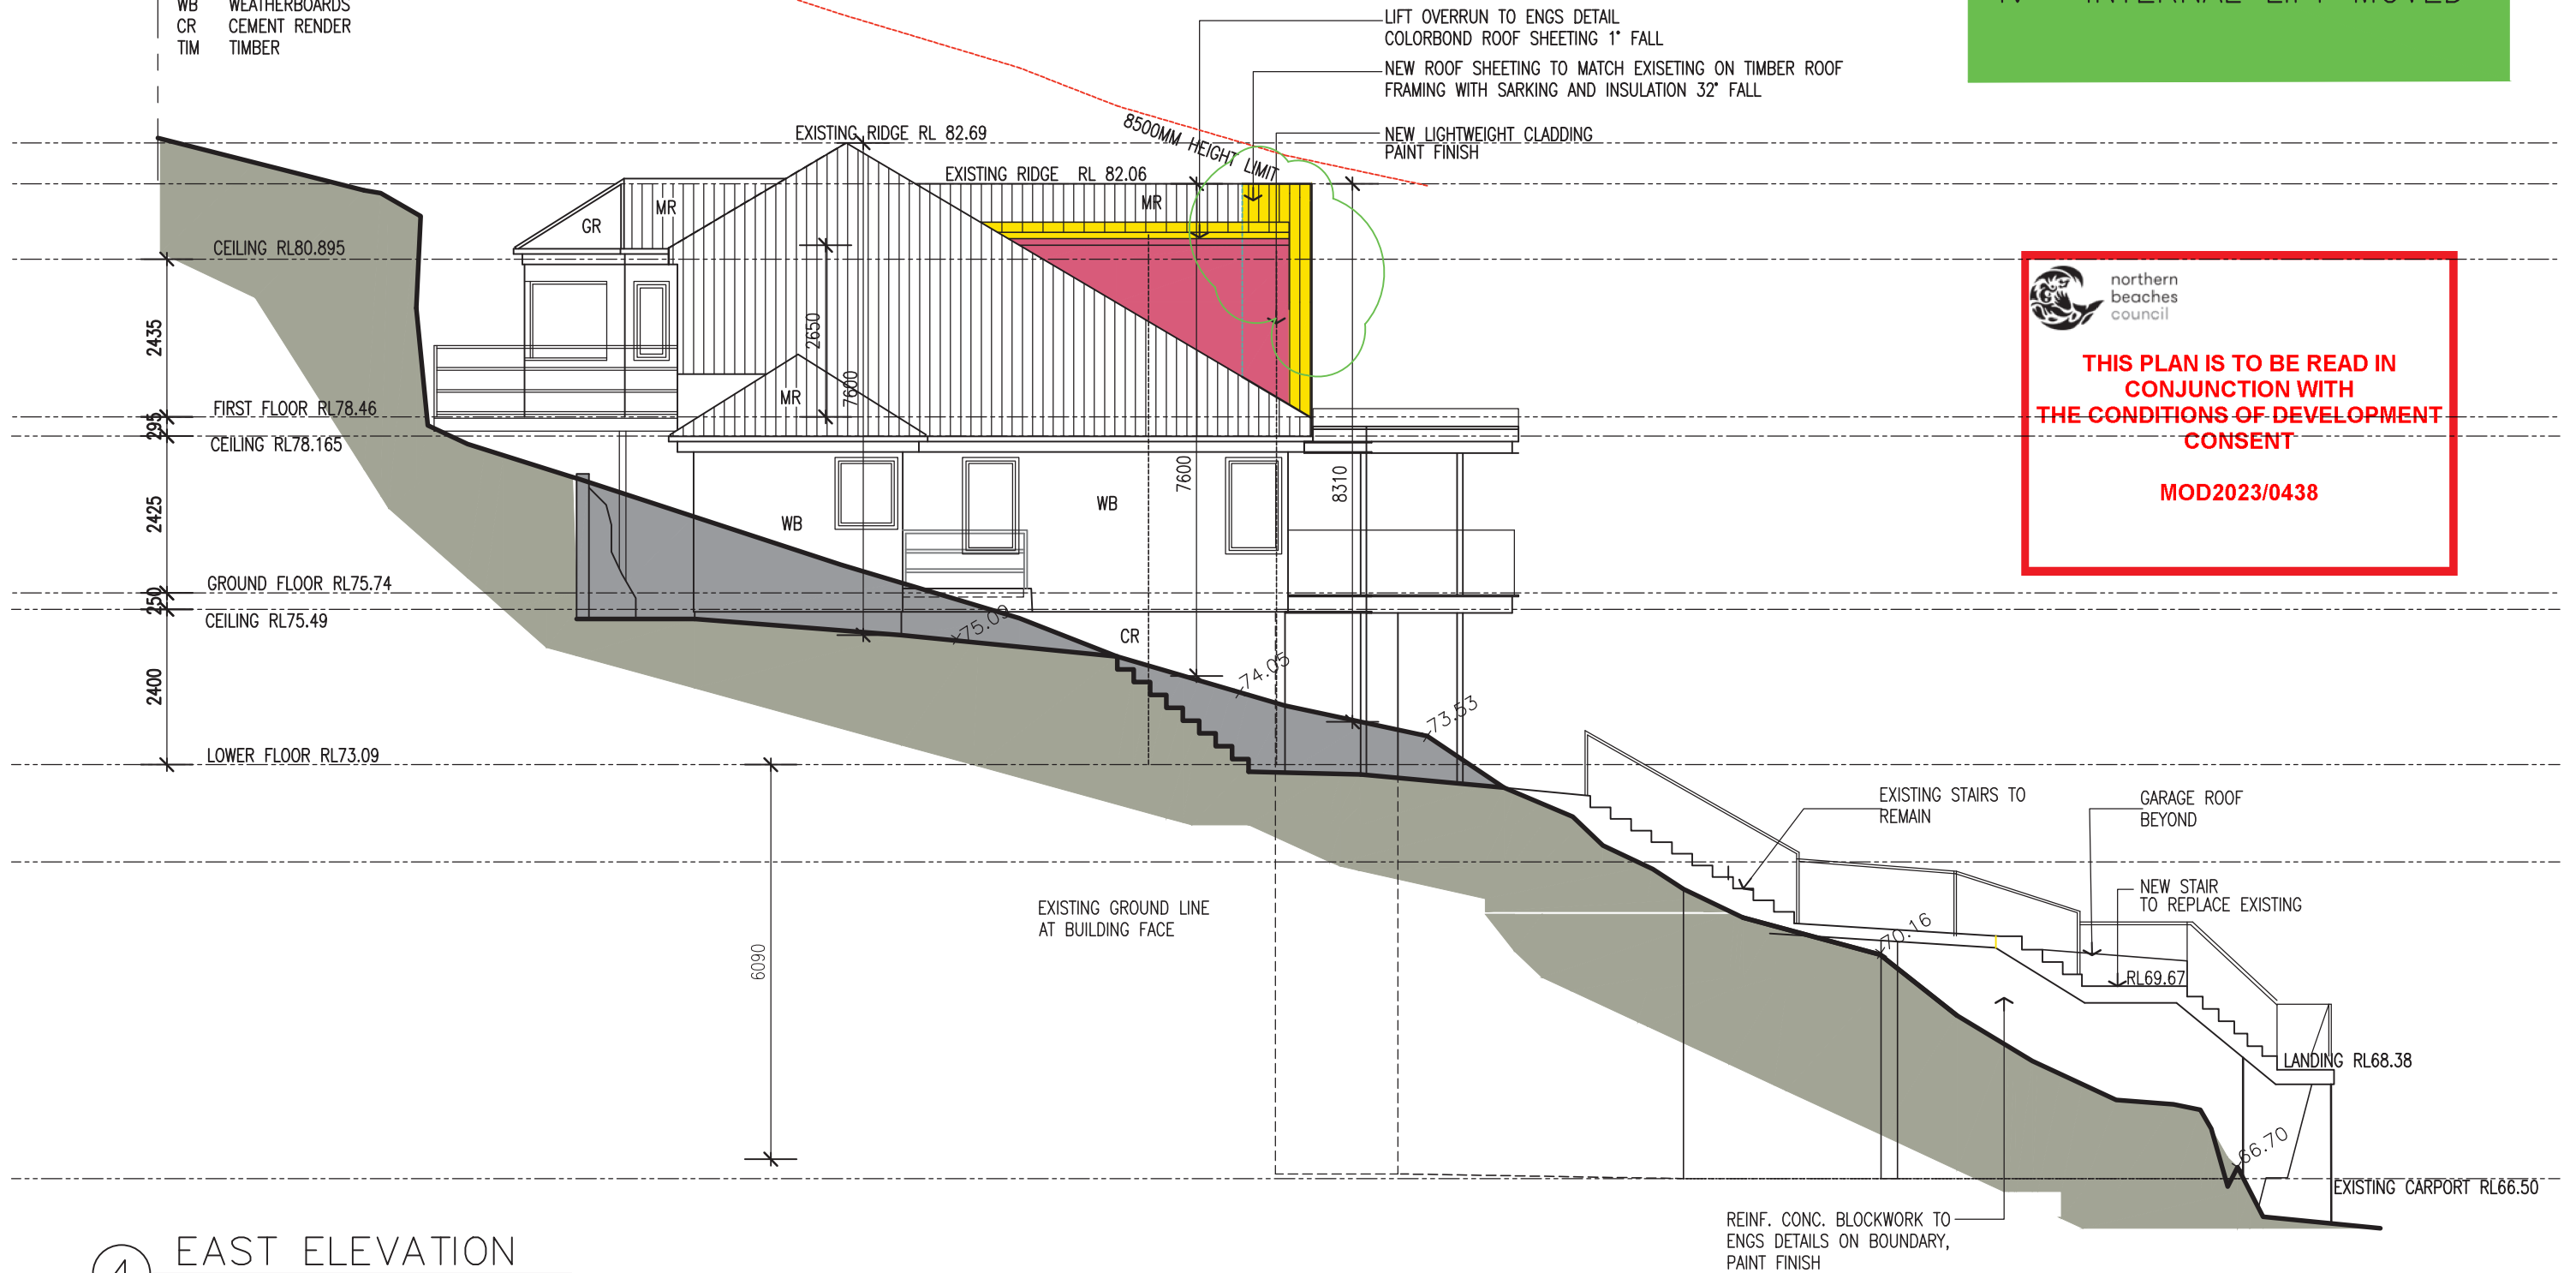 WB WEATHERBOARDS
CR CEMENT RENDER
TIM TIMBER
LIFT OVERRUN TO ENGS DETAIL
COLORBOND ROOF SHEETING 1° FALL
NEW ROOF SHEETING TO MATCH EXISETING ON TIMBER ROOF
FRAMING WITH SARKING AND INSULATION 32° FALL
NEW LIGHTWEIGHT CLADDING
PAINT FINISH
INTERNAL LIFT MOVED
8500MM HEIGHT LIMIT
EXISTING RIDGE RL 82.69
EXISTING RIDGE RL 82.06
GR
MR
MR
MR
CEILING RL80.895
2435
2650
7600
FIRST FLOOR RL78.46
295
CEILING RL78.165
2425
WB
WB
7600
8310
GROUND FLOOR RL75.74
250
CEILING RL75.49
75.09
CR
74.05
73.53
2400
LOWER FLOOR RL73.09
6090
northern
beaches
council
THIS PLAN IS TO BE READ IN
CONJUNCTION WITH
THE CONDITIONS OF DEVELOPMENT
CONSENT
MOD2023/0438
EXISTING STAIRS TO
REMAIN
GARAGE ROOF
BEYOND
NEW STAIR
TO REPLACE EXISTING
EXISTING GROUND LINE
AT BUILDING FACE
70.16
RL69.67
LANDING RL68.38
66.70
EXISTING CARPORT RL66.50
REINF. CONC. BLOCKWORK TO
ENGS DETAILS ON BOUNDARY,
PAINT FINISH
4 EAST ELEVATION